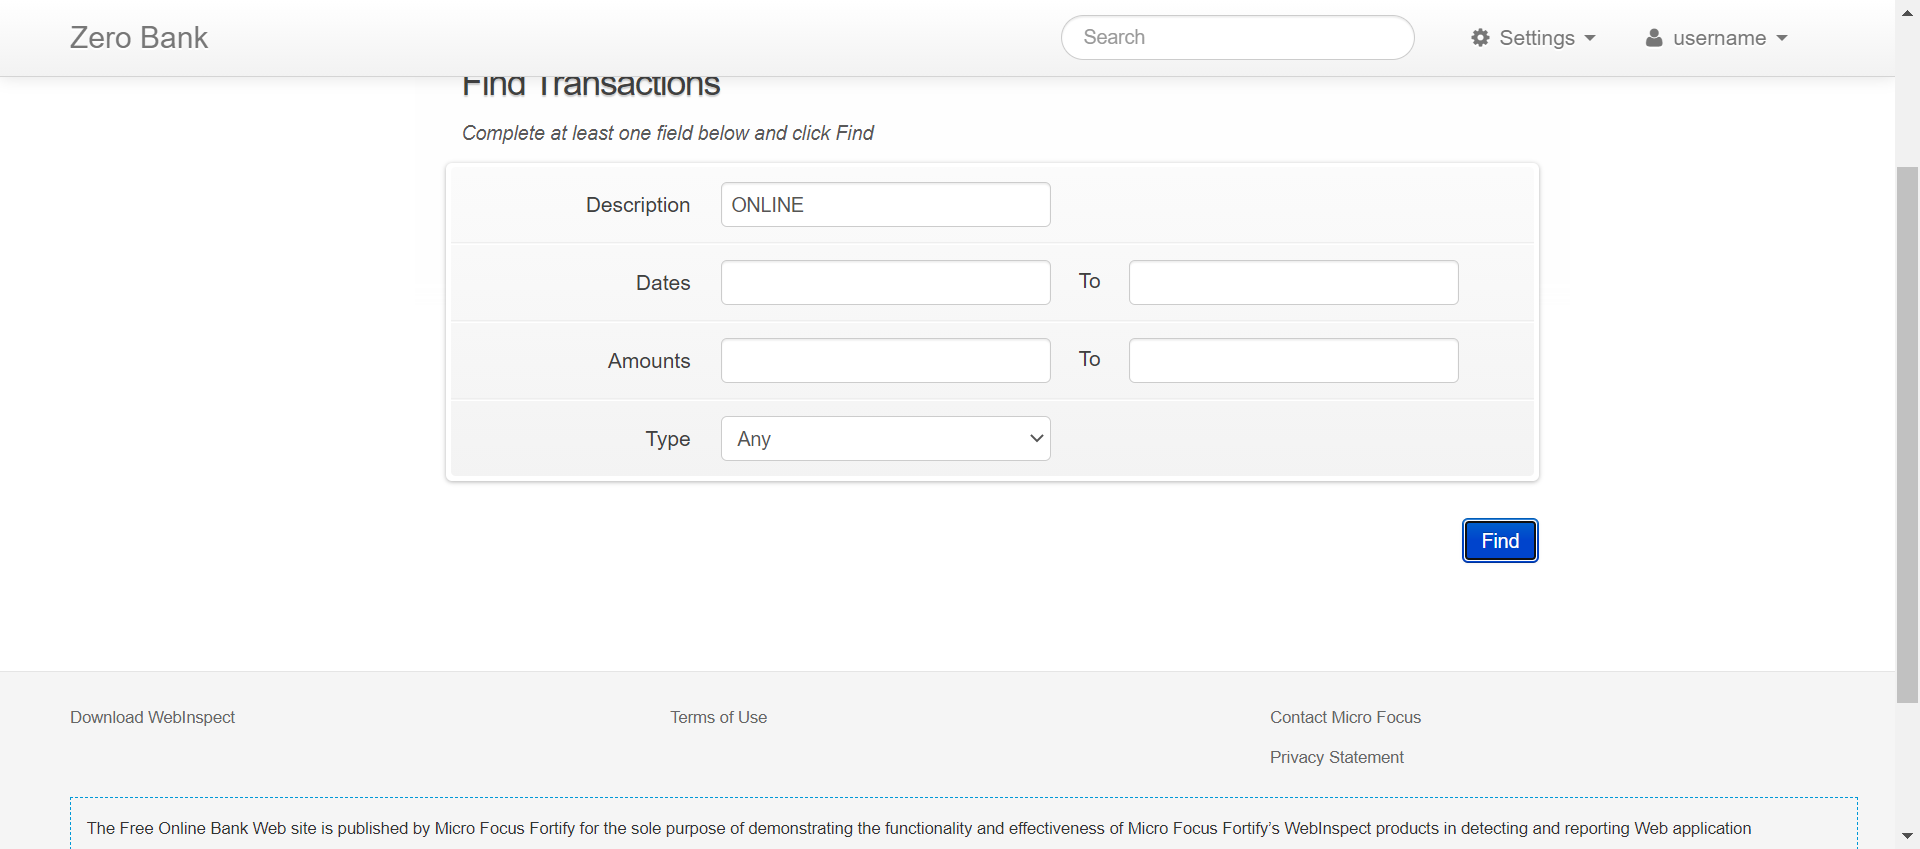 Zero Bank
Search
Settings
username
Find Transactions
Complete at least one field below and click Find
Description
ONLINE
Dates
To
Amounts
To
Type
Any
Find
Download WebInspect
Terms of Use
Contact Micro Focus
Privacy Statement
The Free Online Bank Web site is published by Micro Focus Fortify for the sole purpose of demonstrating the functionality and effectiveness of Micro Focus Fortify’s WebInspect products in detecting and reporting Web application